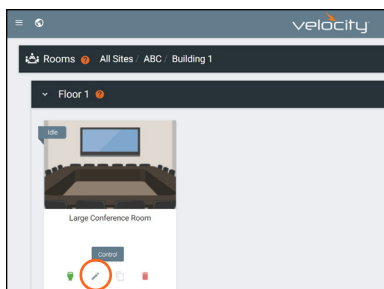 velocity
Rooms ? All Sites / ABC / Building 1
Floor 1 ?
Idle
Large Conference Room
Control